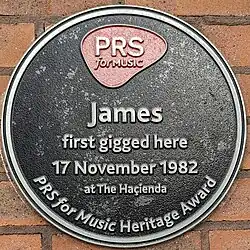 PRS
for MUSIC
James
first gigged here
17 November 1982
at The Haçienda
PRS for Music Heritage Award